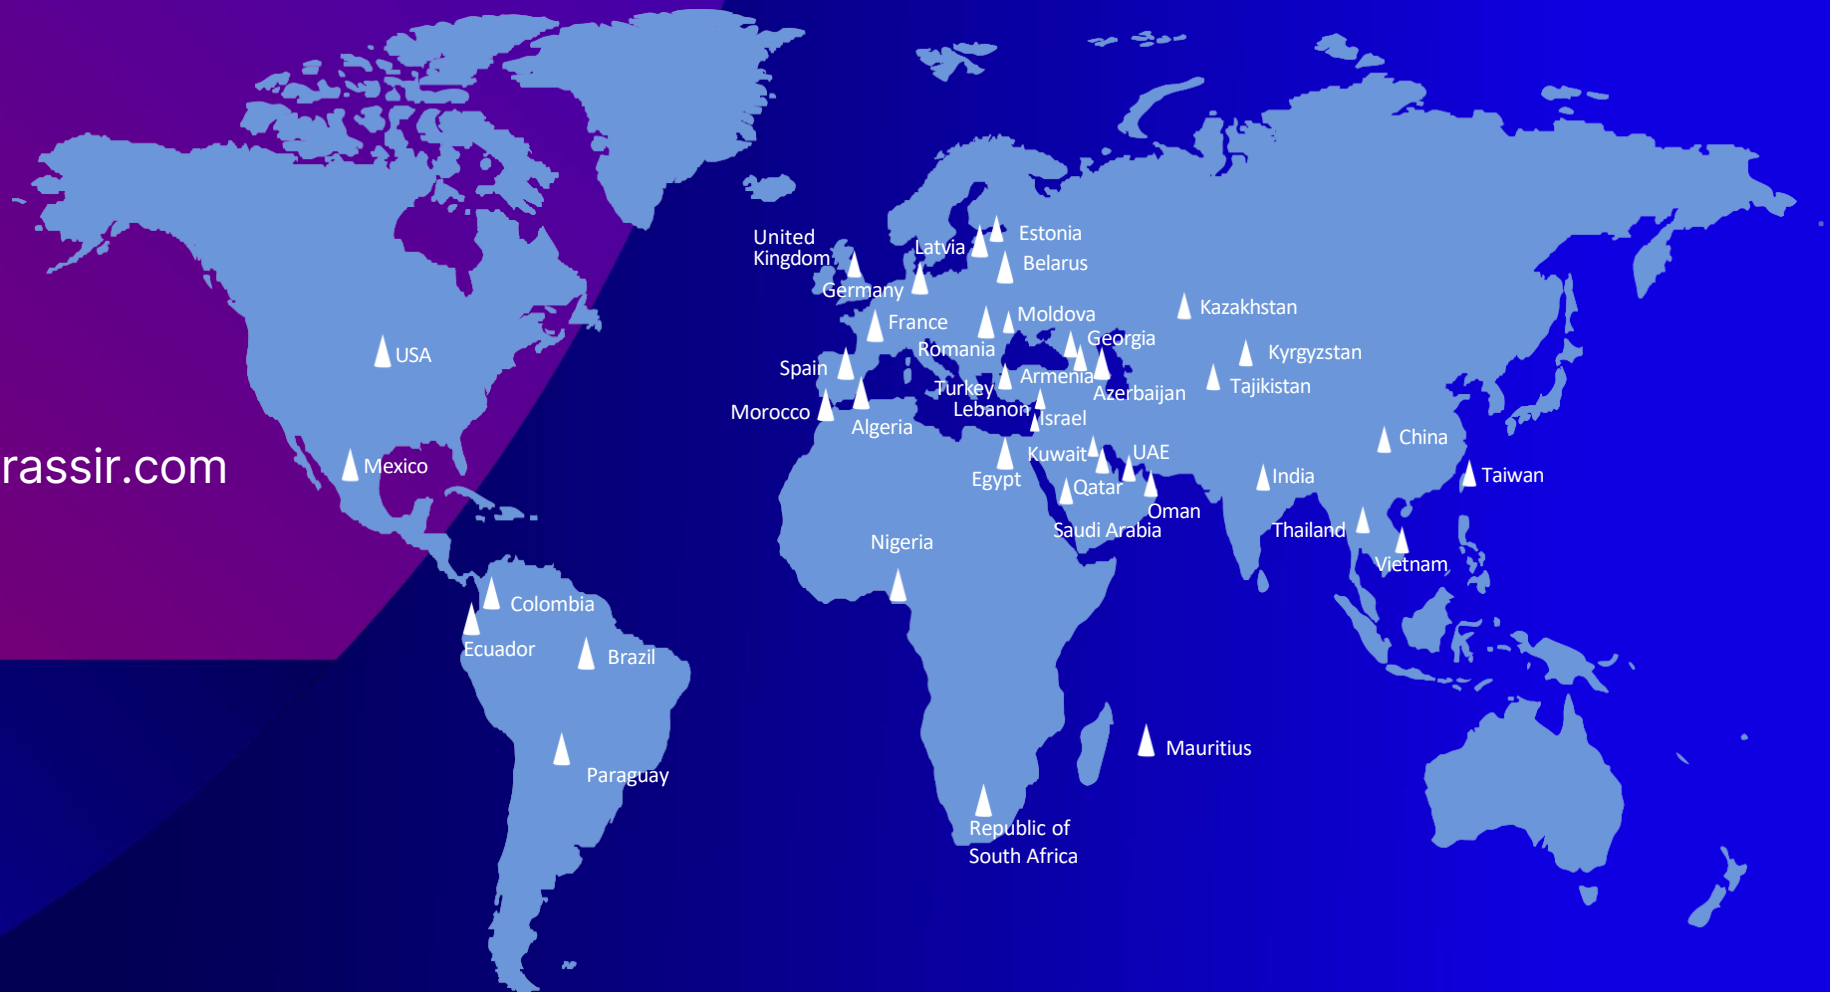 rassir.com
USA
Mexico
Colombia
Ecuador
Brazil
Paraguay
United
Kingdom
Latvia
Estonia
Belarus
Germany
France
Moldova
Romania
Georgia
Spain
Turkey
Armenia
Azerbaijan
Lebanon
Israel
Morocco
Algeria
Kazakhstan
Kyrgyzstan
Tajikistan
Egypt
Kuwait
UAE
Qatar
Oman
Saudi Arabia
Nigeria
India
China
Taiwan
Thailand
Vietnam
Mauritius
Republic of
South Africa